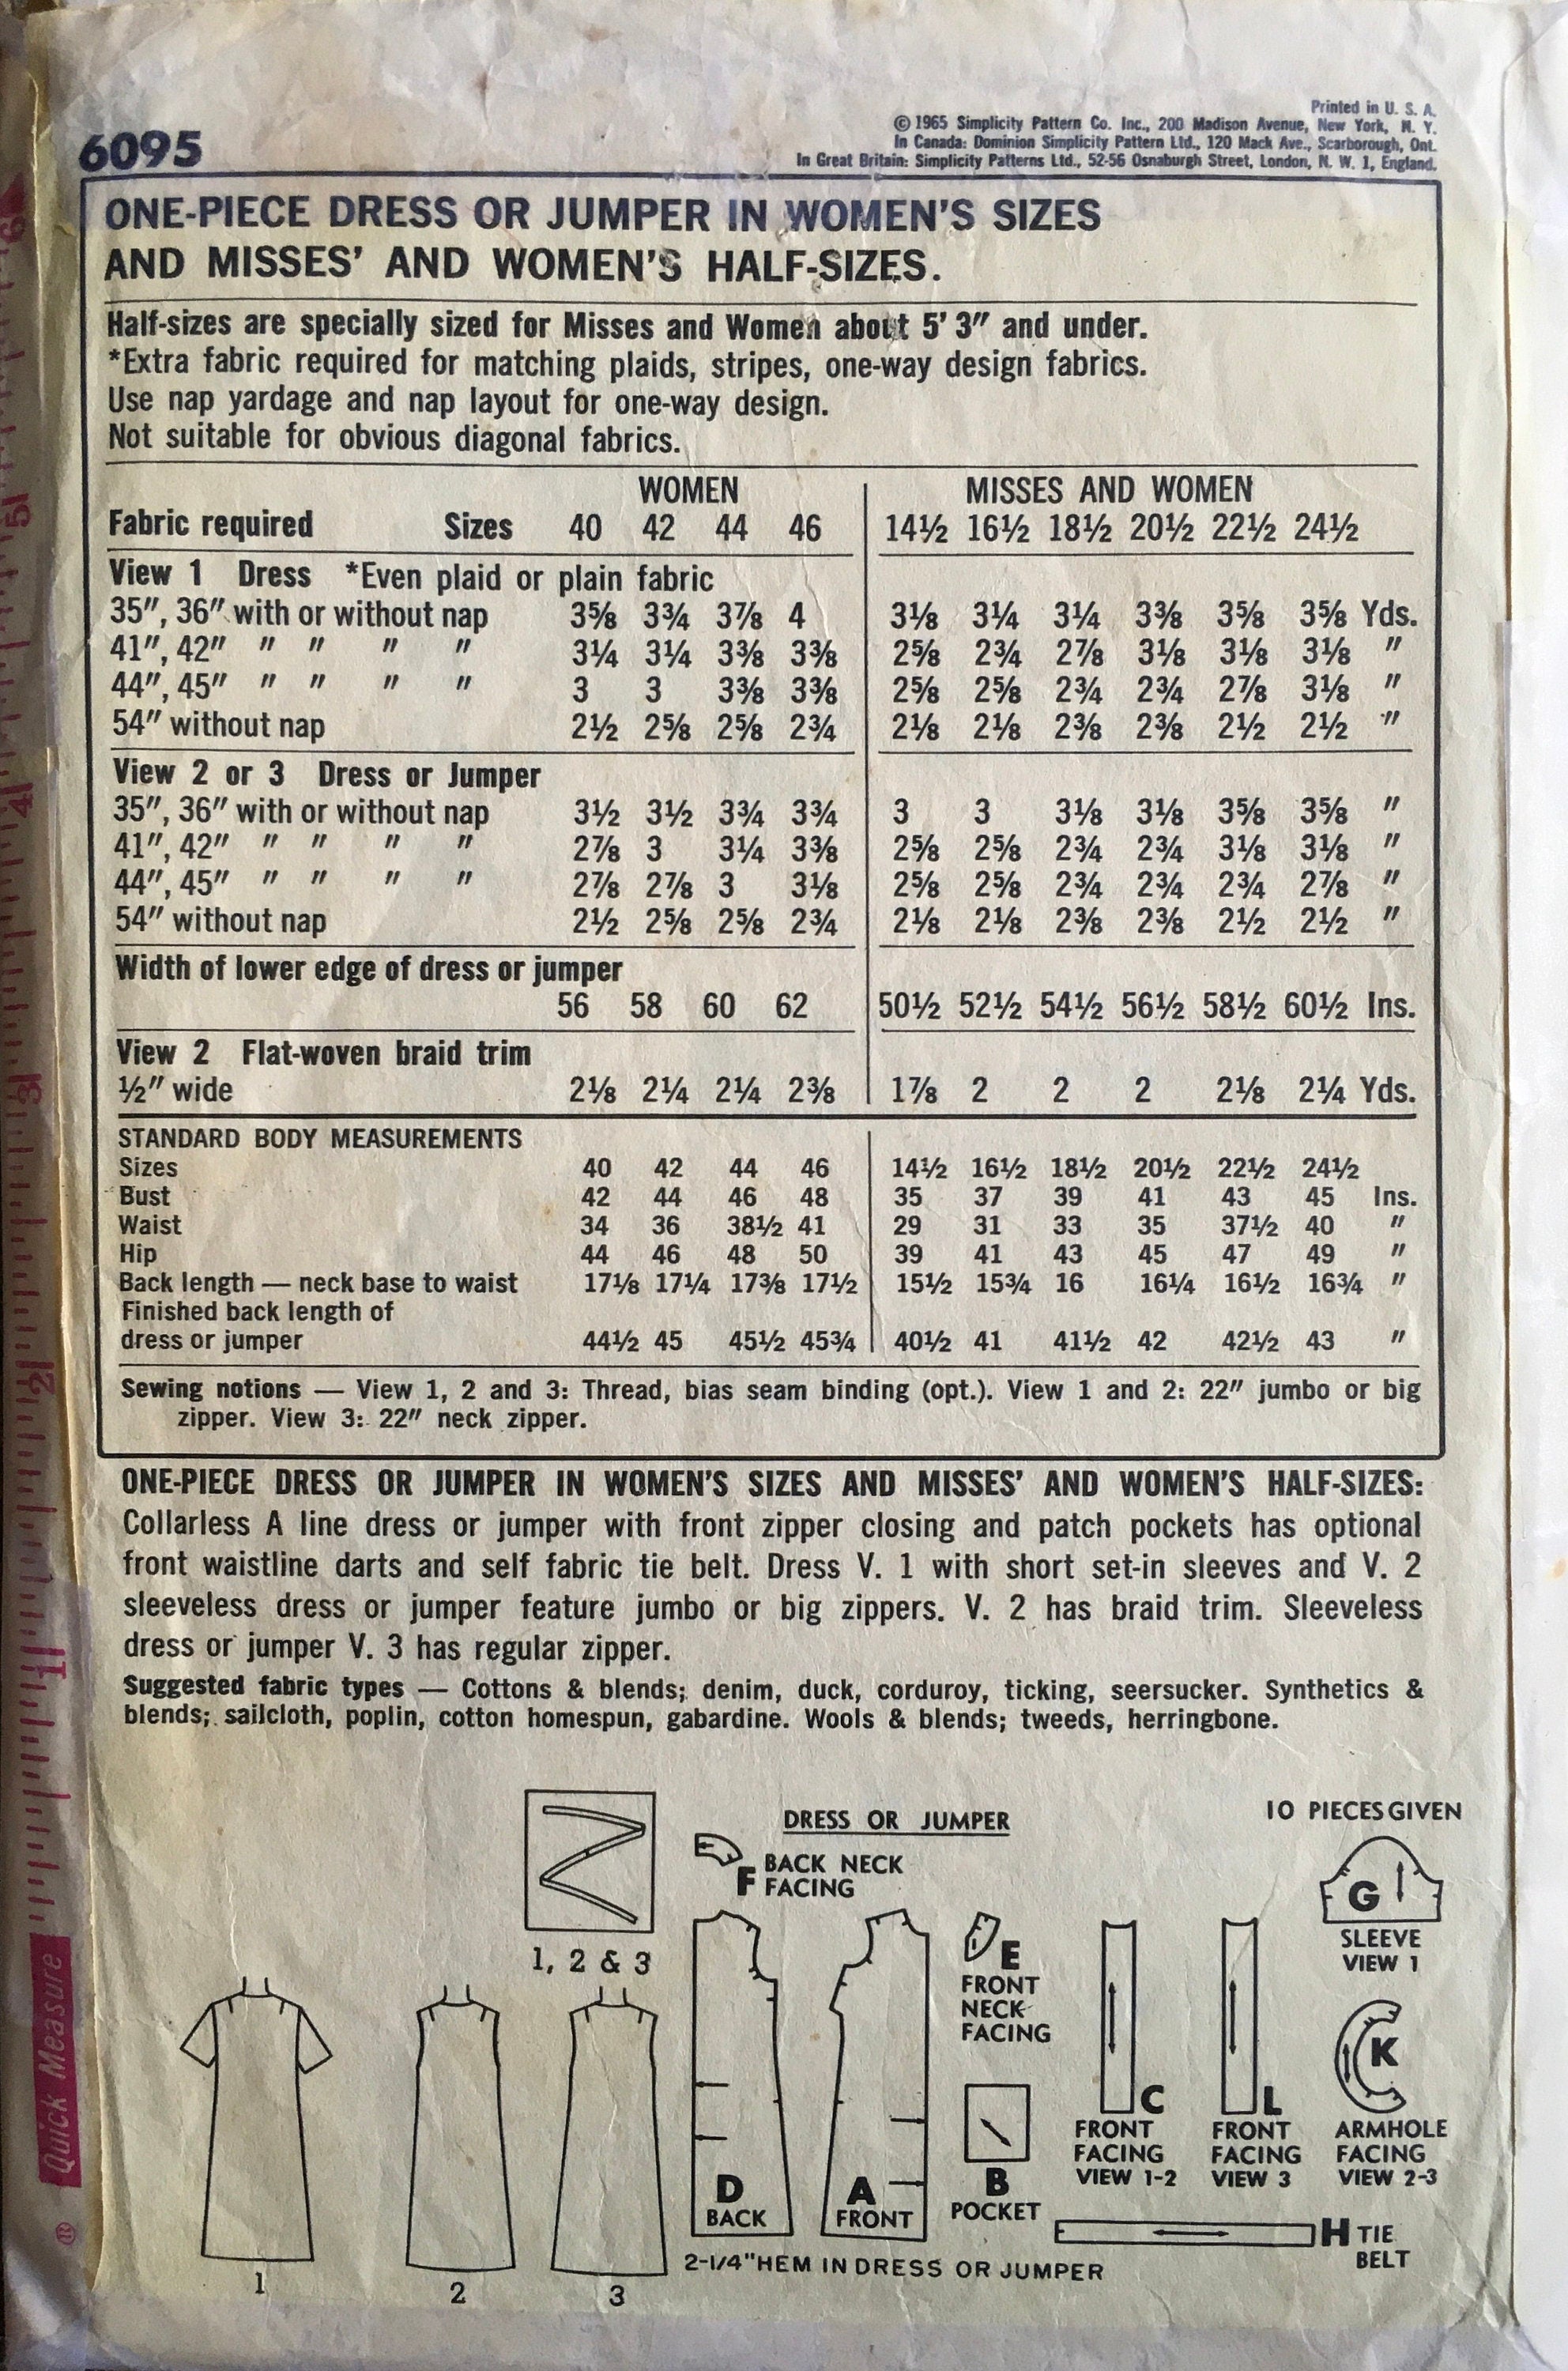 6095
Printed in U. S. A.
© 1965 Simplicity Pattern Co. Inc., 200 Madison Avenue, New York, N. Y.
In Canada: Dominion Simplicity Pattern Ltd., 120 Mack Ave., Scarborough, Ont.
In Great Britain: Simplicity Patterns Ltd., 52-56 Osnaburgh Street, London, N. W. 1, England.
ONE-PIECE DRESS OR JUMPER IN WOMEN'S SIZES
AND MISSES' AND WOMEN'S HALF-SIZES.
Half-sizes are specially sized for Misses and Women about 5' 3" and under.
*Extra fabric required for matching plaids, stripes, one-way design fabrics.
Use nap yardage and nap layout for one-way design.
Not suitable for obvious diagonal fabrics.
WOMEN MISSES AND WOMEN
Fabric required Sizes 40 42 44 46 14½ 16½ 18½ 20½ 22½ 24½
View 1 Dress *Even plaid or plain fabric
35", 36" with or without nap 3⅝ 3¾ 3⅞ 4 3⅛ 3¼ 3¼ 3⅜ 3⅝ 3⅝ Yds.
41", 42" " " " " 3¼ 3¼ 3⅜ 3⅜ 2⅝ 2¾ 2⅞ 3⅛ 3⅛ 3⅛ "
44", 45" " " " " 3 3 3⅜ 3⅜ 2⅝ 2⅝ 2¾ 2¾ 2⅞ 3⅛ "
54" without nap 2½ 2⅝ 2⅝ 2¾ 2⅛ 2⅛ 2⅜ 2⅜ 2½ 2½ "
View 2 or 3 Dress or Jumper
35", 36" with or without nap 3½ 3½ 3¾ 3¾ 3 3 3⅛ 3⅛ 3⅝ 3⅝ "
41", 42" " " " " 2⅞ 3 3¼ 3⅜ 2⅝ 2⅝ 2¾ 2¾ 3⅛ 3⅛ "
44", 45" " " " " 2⅞ 2⅞ 3 3⅛ 2⅝ 2⅝ 2¾ 2¾ 2¾ 2⅞ "
54" without nap 2½ 2⅝ 2⅝ 2¾ 2⅛ 2⅛ 2⅜ 2⅜ 2½ 2½ "
Width of lower edge of dress or jumper
56 58 60 62 50½ 52½ 54½ 56½ 58½ 60½ Ins.
View 2 Flat-woven braid trim
½" wide 2⅛ 2¼ 2¼ 2⅜ 1⅞ 2 2 2 2⅛ 2¼ Yds.
STANDARD BODY MEASUREMENTS
Sizes 40 42 44 46 14½ 16½ 18½ 20½ 22½ 24½
Bust 42 44 46 48 35 37 39 41 43 45 Ins.
Waist 34 36 38½ 41 29 31 33 35 37½ 40 "
Hip 44 46 48 50 39 41 43 45 47 49 "
Back length — neck base to waist 17⅛ 17¼ 17⅜ 17½ 15½ 15¾ 16 16¼ 16½ 16¾ "
Finished back length of
dress or jumper 44½ 45 45½ 45¾ 40½ 41 41½ 42 42½ 43 "
Sewing notions — View 1, 2 and 3: Thread, bias seam binding (opt.). View 1 and 2: 22" jumbo or big
zipper. View 3: 22" neck zipper.
ONE-PIECE DRESS OR JUMPER IN WOMEN'S SIZES AND MISSES' AND WOMEN'S HALF-SIZES:
Collarless A line dress or jumper with front zipper closing and patch pockets has optional
front waistline darts and self fabric tie belt. Dress V. 1 with short set-in sleeves and V. 2
sleeveless dress or jumper feature jumbo or big zippers. V. 2 has braid trim. Sleeveless
dress or jumper V. 3 has regular zipper.
Suggested fabric types — Cottons & blends; denim, duck, corduroy, ticking, seersucker. Synthetics &
blends; sailcloth, poplin, cotton homespun, gabardine. Wools & blends; tweeds, herringbone.
DRESS OR JUMPER
10 PIECES GIVEN
F BACK NECK
FACING
G
SLEEVE
VIEW 1
1, 2 & 3
E
FRONT
NECK
FACING
K
ARMHOLE
FACING
VIEW 2-3
C
FRONT
FACING
VIEW 1-2
L
FRONT
FACING
VIEW 3
D
BACK
A
FRONT
B
POCKET
H TIE
BELT
2-1/4" HEM IN DRESS OR JUMPER
1
2
3
6
5
4
3
2
1
Quick Measure
®